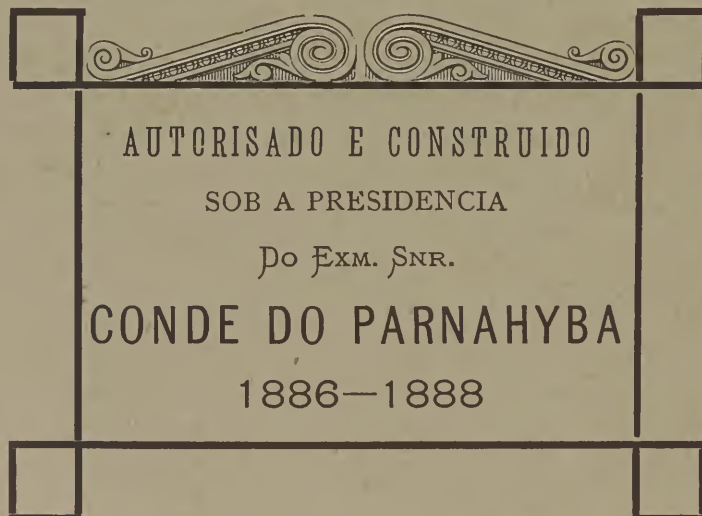 AUTORISADO E CONSTRUIDO
SOB A PRESIDENCIA
DO EXM. SNR.
CONDE DO PARNAHYBA
1886—1888